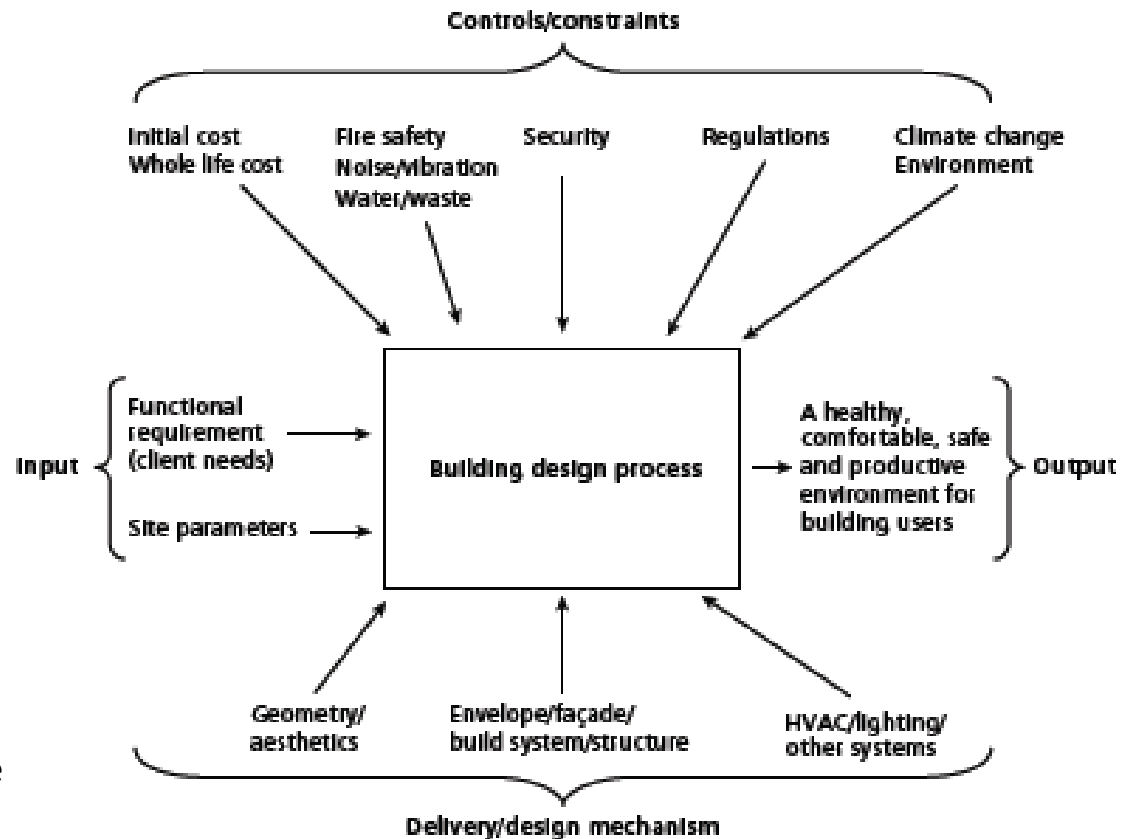 Controls/constraints
Initial cost
Whole life cost
Fire safety
Noise/vibration
Water/waste
Security
Regulations
Climate change
Environment
Input
Functional
requirement
(client needs)
Site parameters
Building design process
A healthy,
comfortable, safe
and productive
environment for
building users
Output
Geometry/
aesthetics
Envelope/façade/
build system/structure
HVAC/lighting/
other systems
Delivery/design mechanism